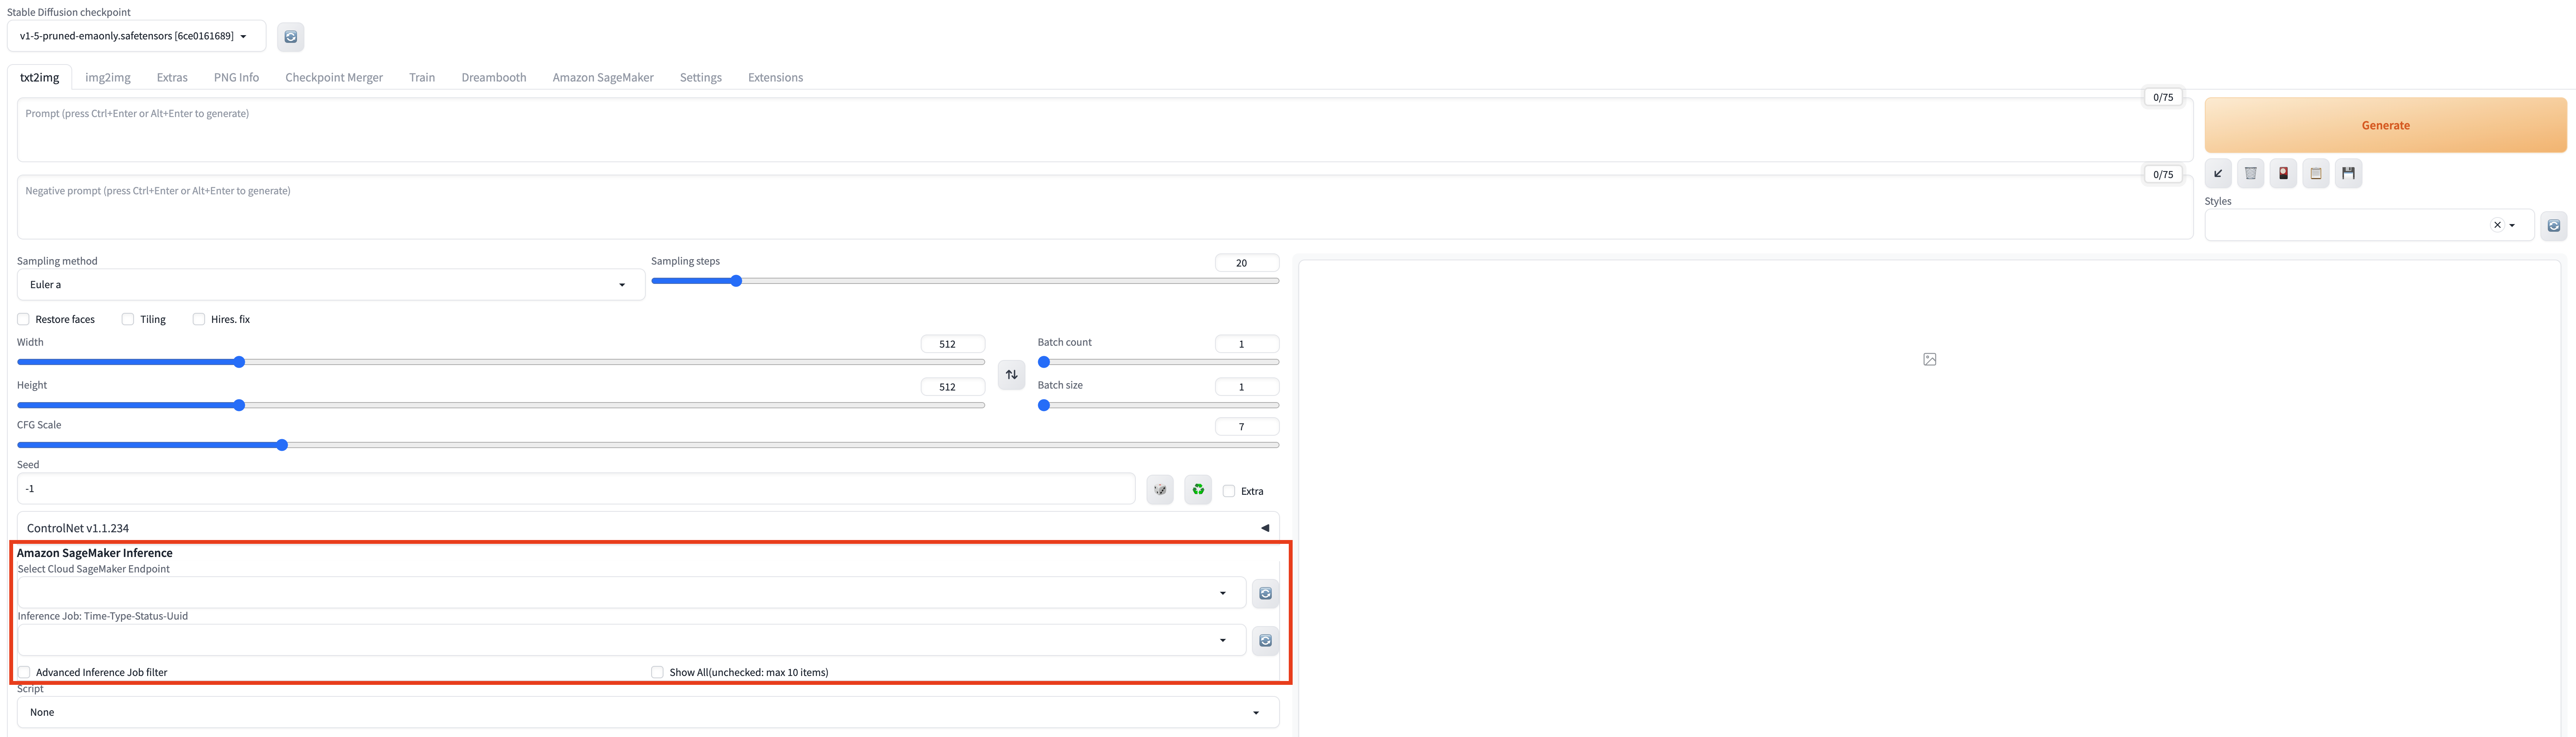 Stable Diffusion checkpoint
v1-5-pruned-emaonly.safetensors [6ce0161689]
txt2img img2img Extras PNG Info Checkpoint Merger Train Dreambooth Amazon SageMaker Settings Extensions
Prompt (press Ctrl+Enter or Alt+Enter to generate)
0/75
Generate
Negative prompt (press Ctrl+Enter or Alt+Enter to generate)
0/75
Styles
Sampling method
Euler a
Sampling steps
20
Restore faces Tiling Hires. fix
Width
512
Batch count
1
Height
512
Batch size
1
CFG Scale
7
Seed
-1
Extra
ControlNet v1.1.234
Amazon SageMaker Inference
Select Cloud SageMaker Endpoint
Inference Job: Time-Type-Status-Uuid
Advanced Inference Job filter
Show All(unchecked: max 10 items)
Script
None